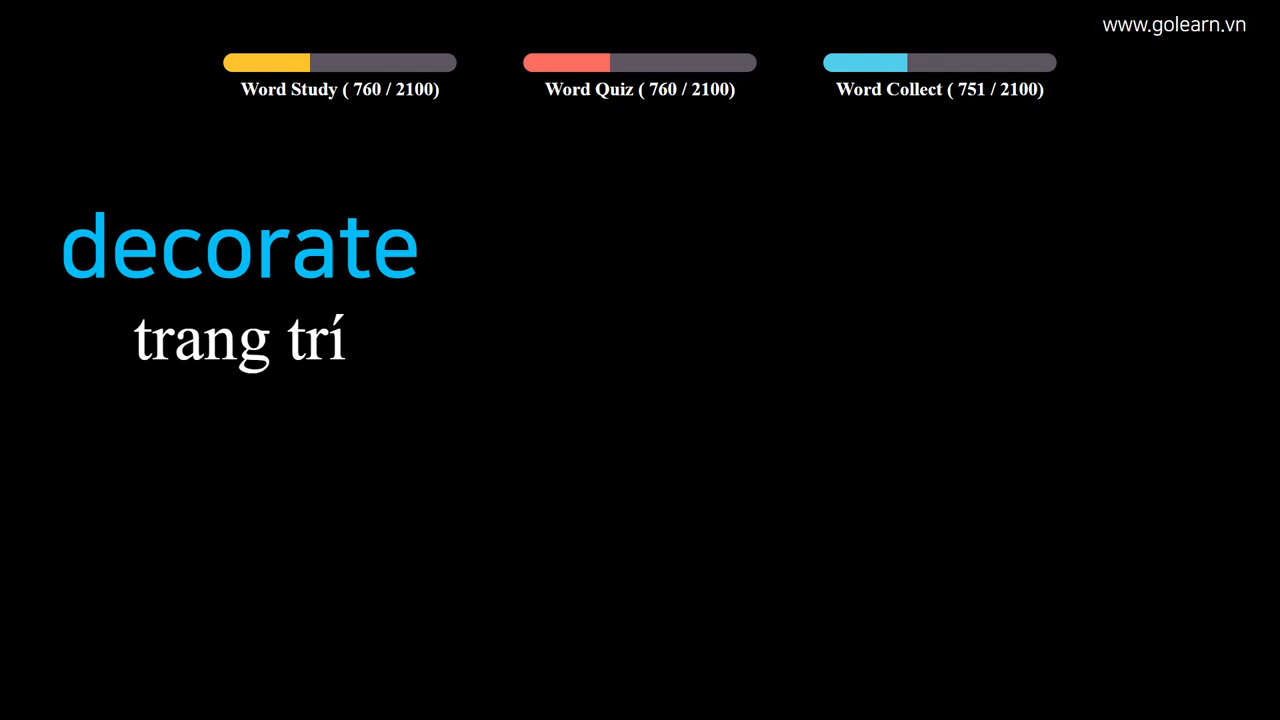 www.golearn.vn
Word Study ( 760 / 2100)
Word Quiz ( 760 / 2100)
Word Collect ( 751 / 2100)
decorate
trang trí